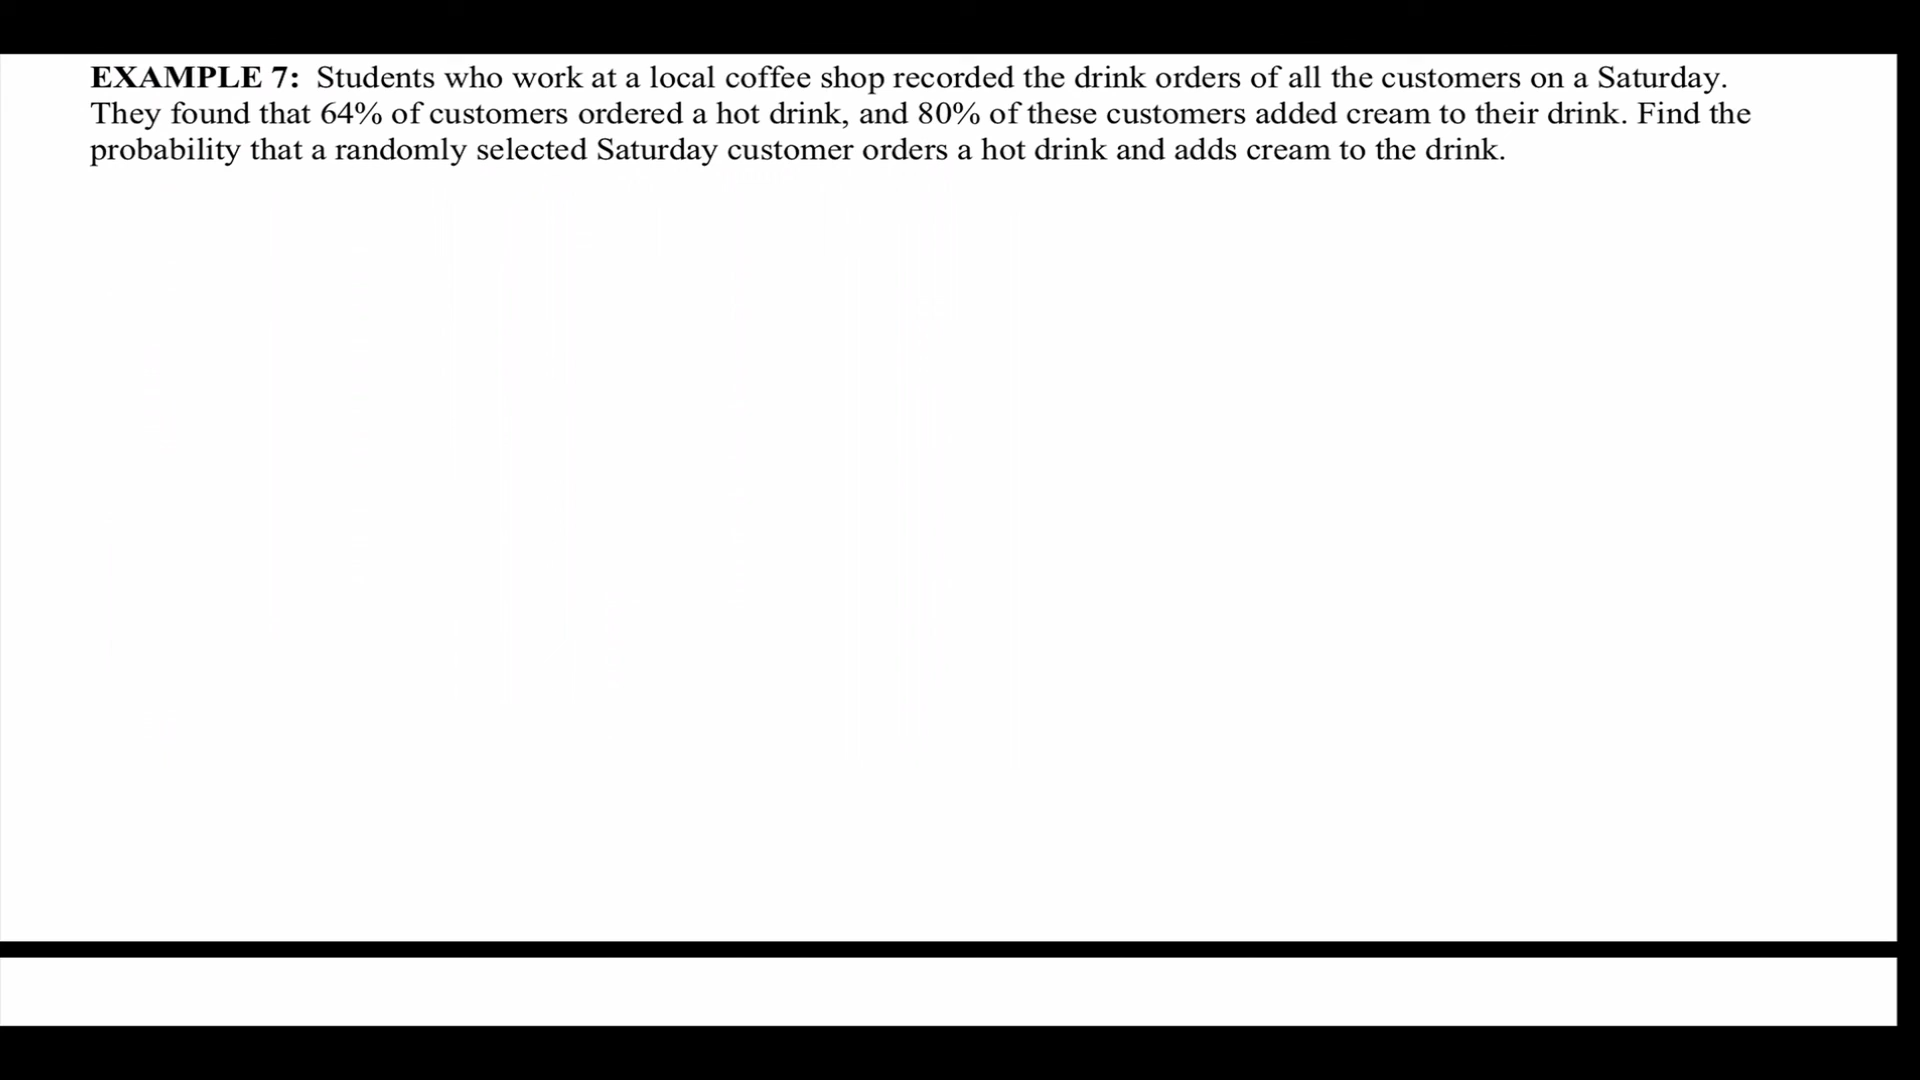 EXAMPLE 7: Students who work at a local coffee shop recorded the drink orders of all the customers on a Saturday.
They found that 64% of customers ordered a hot drink, and 80% of these customers added cream to their drink. Find the
probability that a randomly selected Saturday customer orders a hot drink and adds cream to the drink.